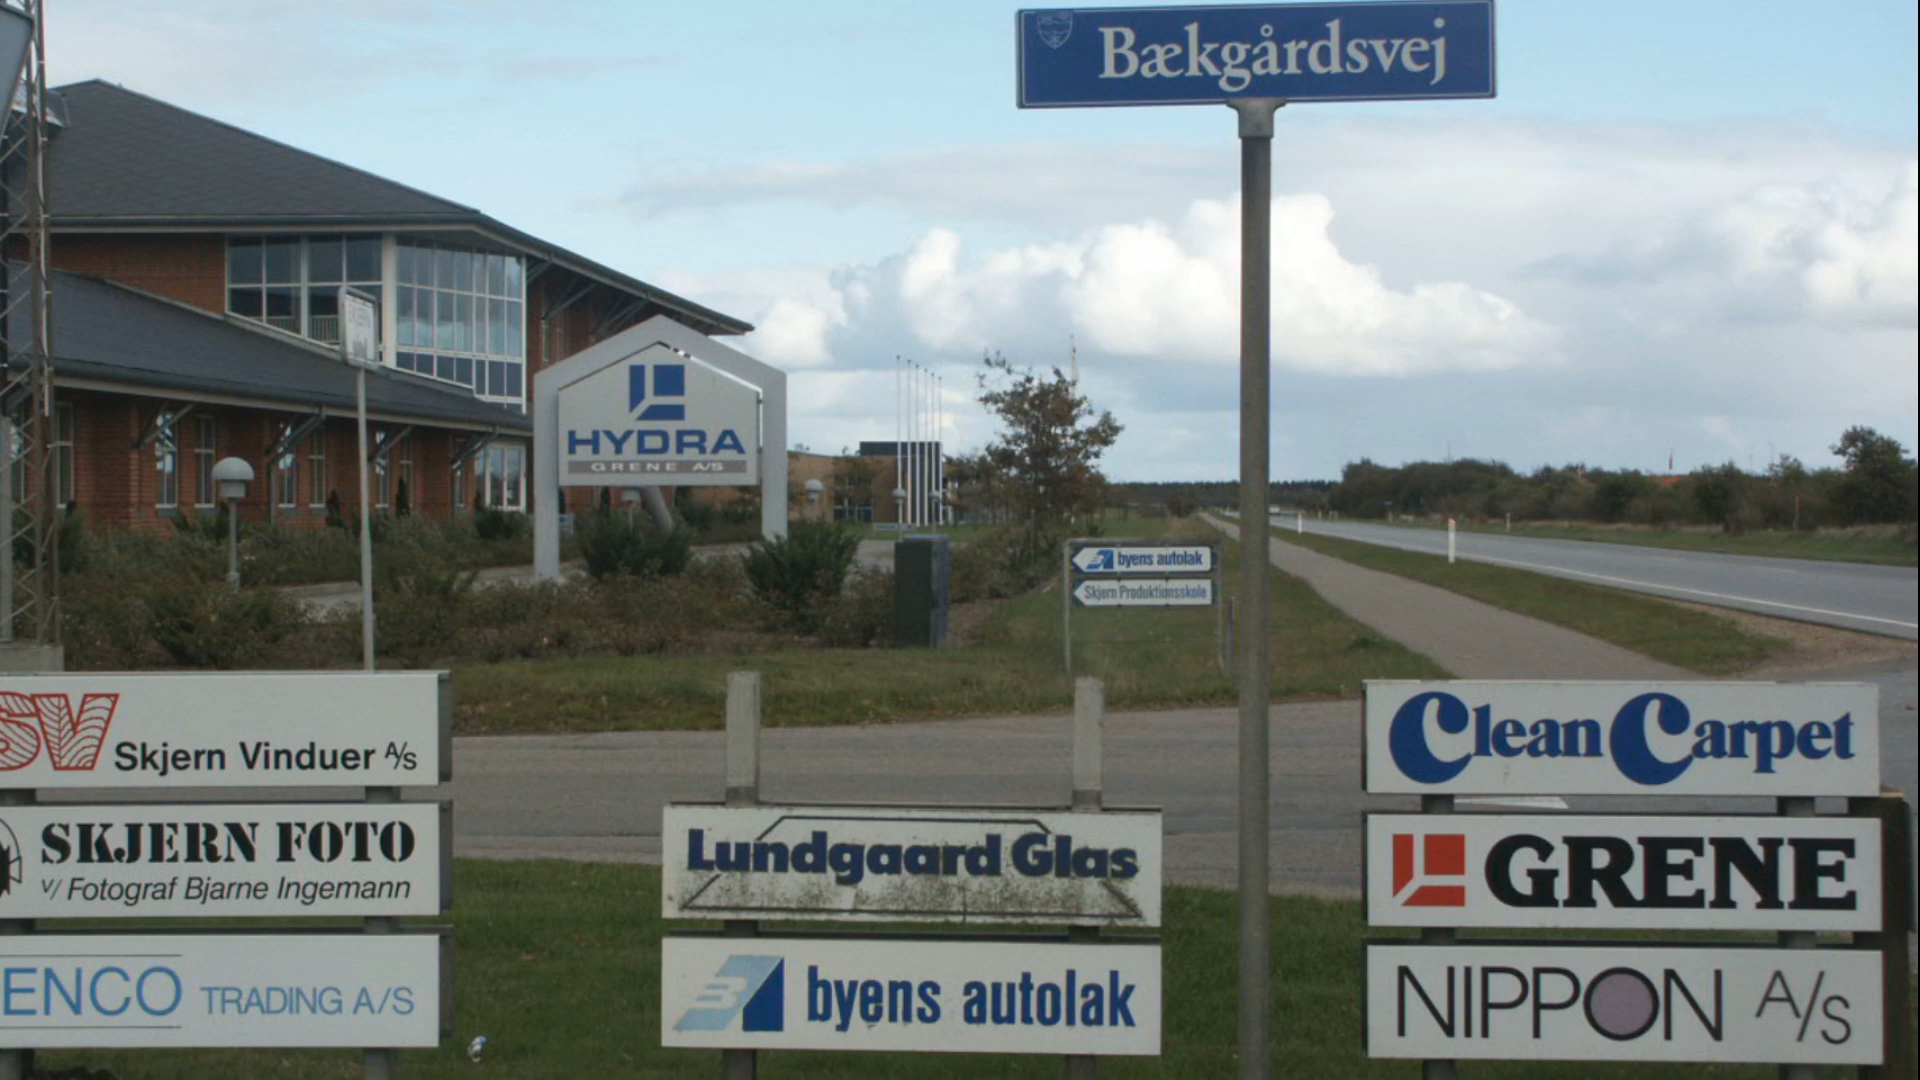 Bækgårdsvej
HYDRA
GRENE A/S
byens autolak
Skjern Produktionsskole
SV Skjern Vinduer A/S
SKJERN FOTO
v/ Fotograf Bjarne Ingemann
ENCO TRADING A/S
Lundgaard Glas
byens autolak
Clean Carpet
GRENE
NIPPON A/S